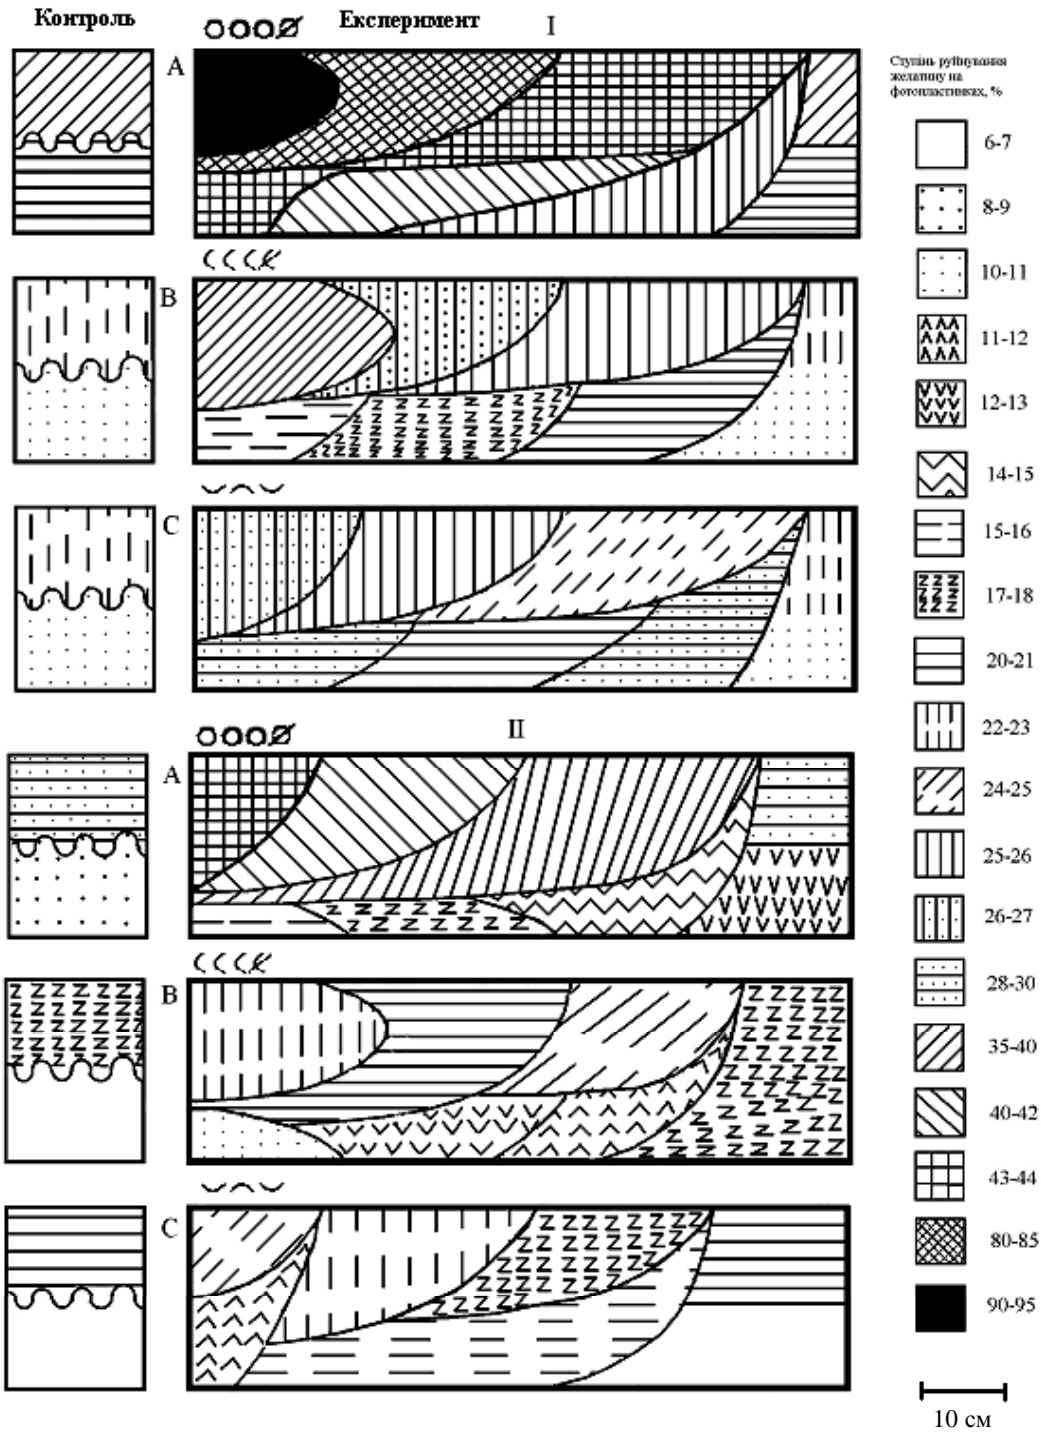 Контроль
Експеримент
I
A
B
C
II
A
B
C
Ступінь руйнування
желатину на
фотопластинках, %
6-7
8-9
10-11
11-12
12-13
14-15
15-16
17-18
20-21
22-23
24-25
25-26
26-27
28-30
35-40
40-42
43-44
80-85
90-95
10 см